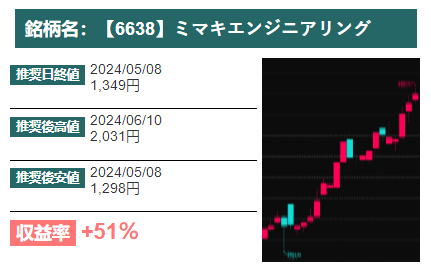 銘柄名：【6638】ミマキエンジニアリング
推奨日終値 2024/05/08
1,349円
推奨後高値 2024/06/10
2,031円
推奨後安値 2024/05/08
1,298円
収益率 +51%